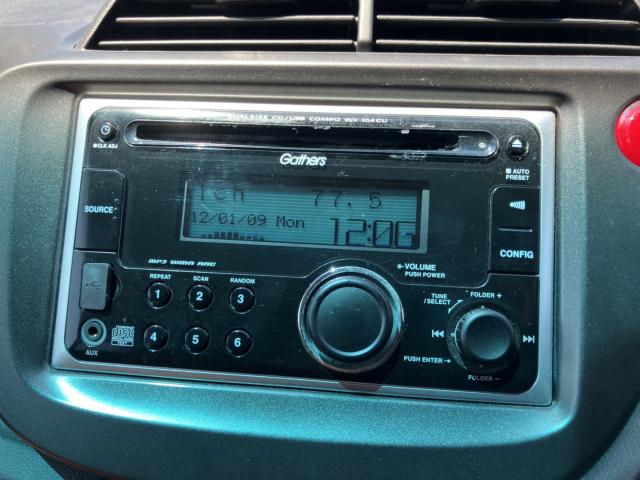 DUALSIZE CD/USB COMPO WX-104CU
CLK ADJ
Gathers
AUTO
PRESET
1ch 77.5
12/01/09 Mon 12:06
SOURCE
CONFIG
MP3 WMA AAC
VOLUME
PUSH POWER
REPEAT SCAN RANDOM
1 2 3
4 5 6
TUNE
/SELECT
FOLDER +
PUSH ENTER
FOLDER −
AUX